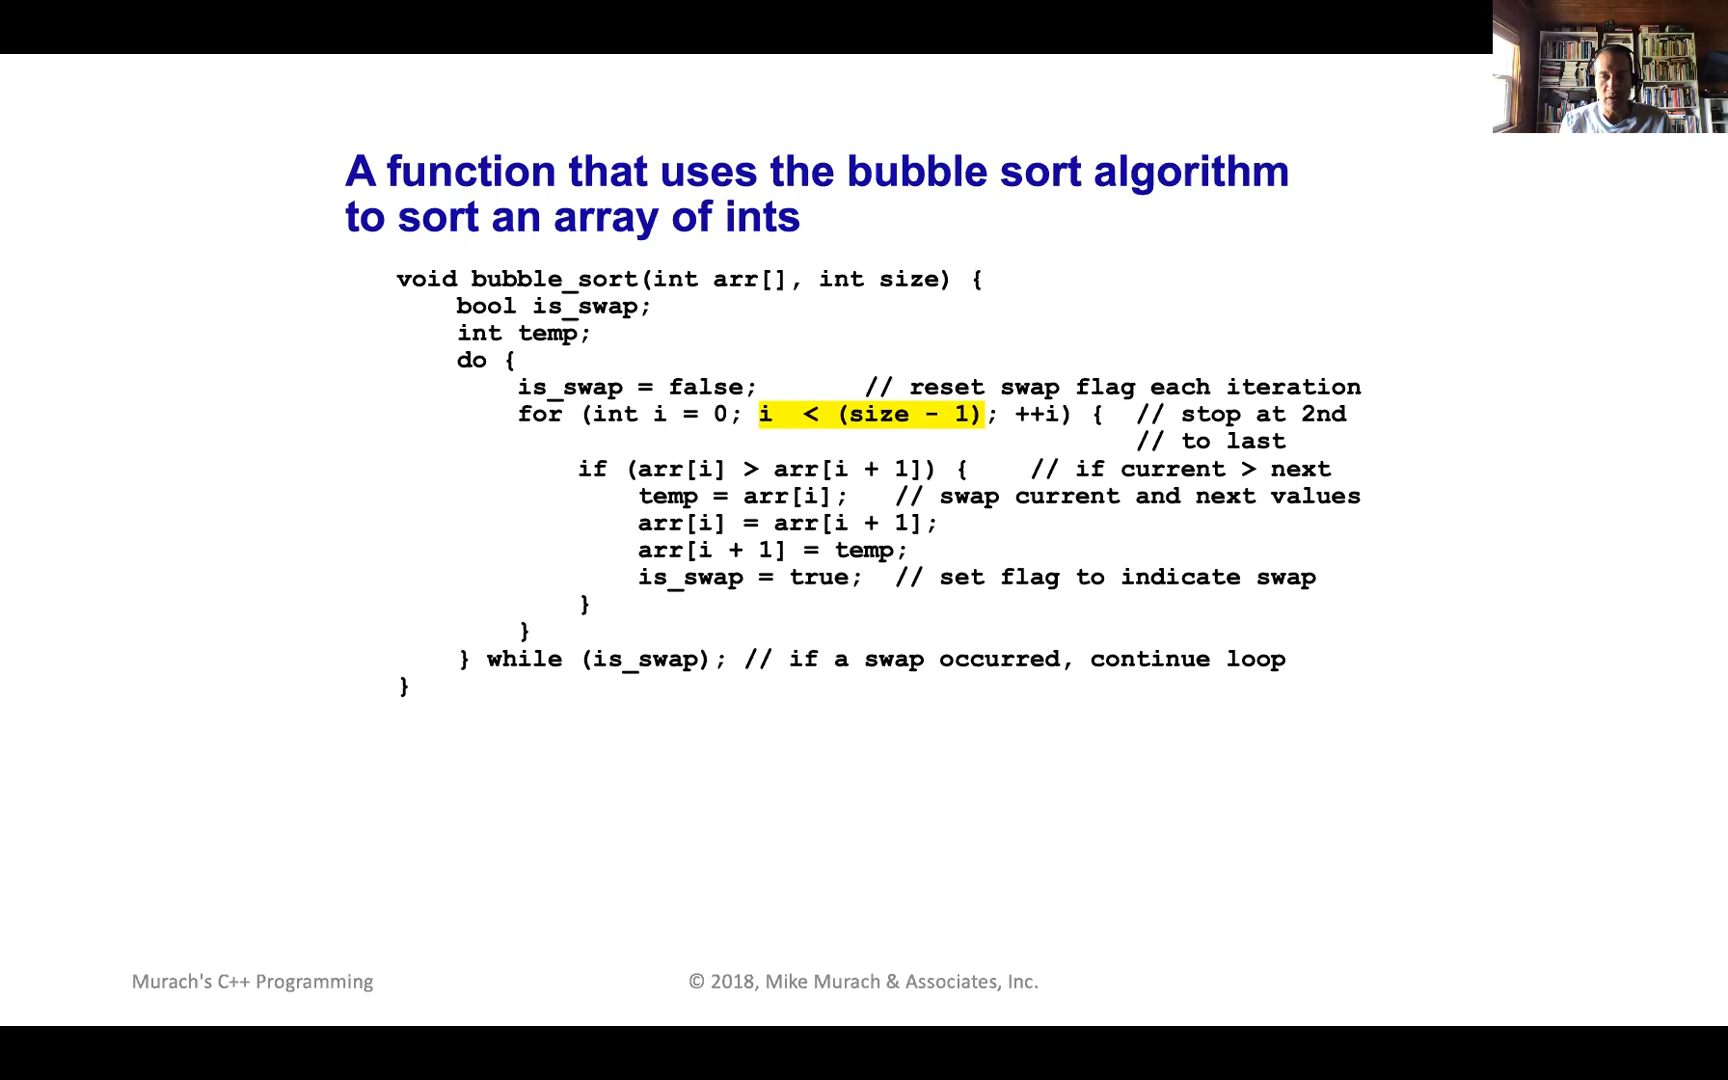 A function that uses the bubble sort algorithm
to sort an array of ints
void bubble_sort(int arr[], int size) {
    bool is_swap;
    int temp;
    do {
        is_swap = false;       // reset swap flag each iteration
        for (int i = 0; i  < (size - 1); ++i) {  // stop at 2nd
                                                 // to last
            if (arr[i] > arr[i + 1]) {    // if current > next
                temp = arr[i];   // swap current and next values
                arr[i] = arr[i + 1];
                arr[i + 1] = temp;
                is_swap = true;  // set flag to indicate swap
            }
        }
    } while (is_swap); // if a swap occurred, continue loop
}
Murach's C++ Programming
© 2018, Mike Murach & Associates, Inc.